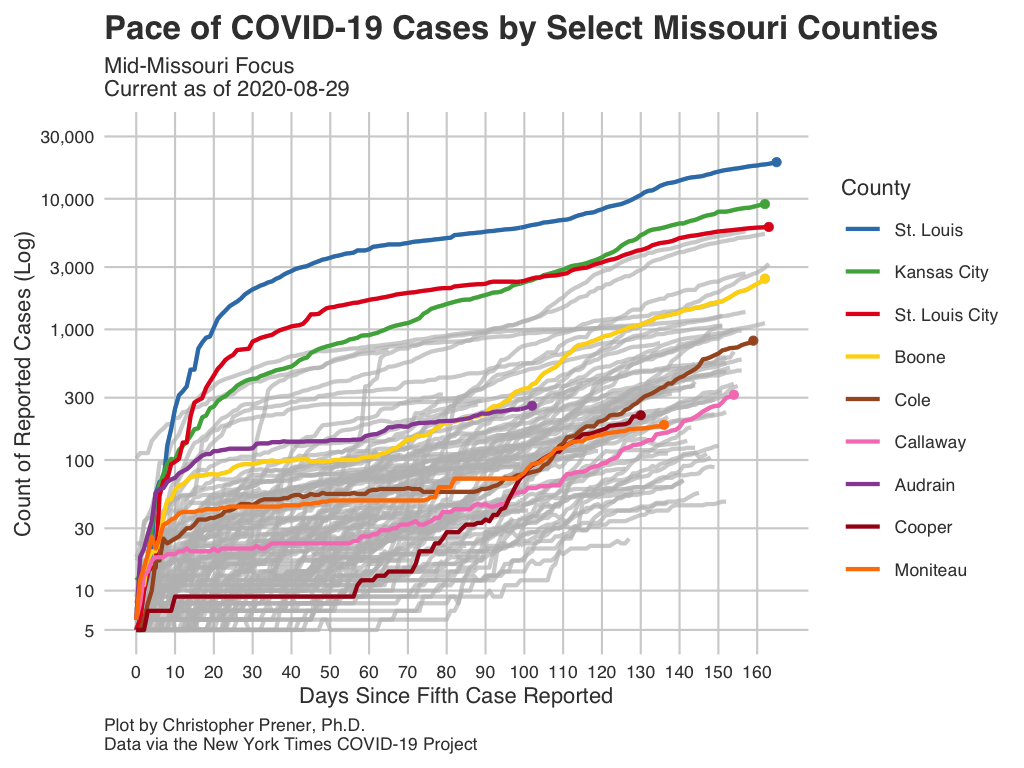 Pace of COVID-19 Cases by Select Missouri Counties
Mid-Missouri Focus
Current as of 2020-08-29
Count of Reported Cases (Log)
30,000
10,000
3,000
1,000
300
100
30
10
5
0 10 20 30 40 50 60 70 80 90 100 110 120 130 140 150 160
Days Since Fifth Case Reported
County
St. Louis
Kansas City
St. Louis City
Boone
Cole
Callaway
Audrain
Cooper
Moniteau
Plot by Christopher Prener, Ph.D.
Data via the New York Times COVID-19 Project